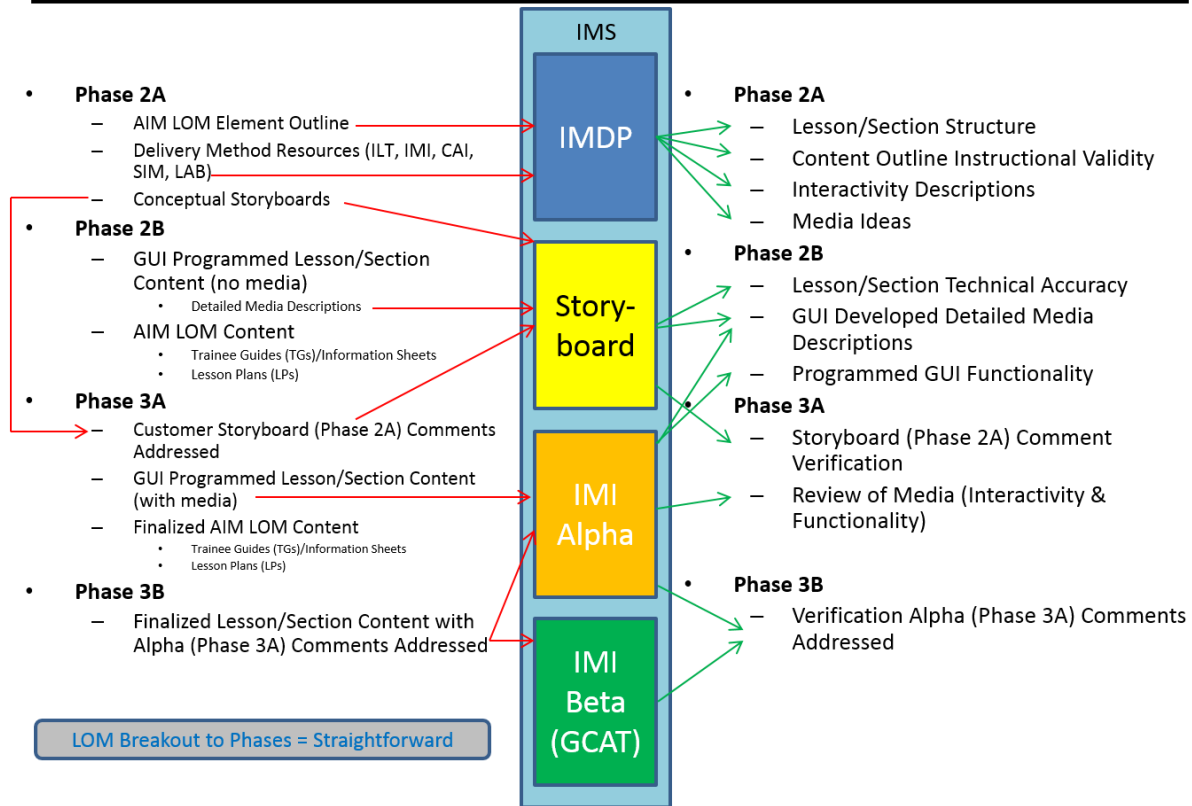 IMS
• Phase 2A
– AIM LOM Element Outline
– Delivery Method Resources (ILT, IMI, CAI,
SIM, LAB)
– Conceptual Storyboards
• Phase 2B
– GUI Programmed Lesson/Section
Content (no media)
• Detailed Media Descriptions
– AIM LOM Content
• Trainee Guides (TGs)/Information Sheets
• Lesson Plans (LPs)
• Phase 3A
– Customer Storyboard (Phase 2A) Comments
Addressed
– GUI Programmed Lesson/Section Content
(with media)
– Finalized AIM LOM Content
• Trainee Guides (TGs)/Information Sheets
• Lesson Plans (LPs)
• Phase 3B
– Finalized Lesson/Section Content with
Alpha (Phase 3A) Comments Addressed
LOM Breakout to Phases = Straightforward
IMDP
Story-
board
IMI
Alpha
IMI
Beta
(GCAT)
• Phase 2A
– Lesson/Section Structure
– Content Outline Instructional Validity
– Interactivity Descriptions
– Media Ideas
• Phase 2B
– Lesson/Section Technical Accuracy
– GUI Developed Detailed Media
Descriptions
– Programmed GUI Functionality
• Phase 3A
– Storyboard (Phase 2A) Comment
Verification
– Review of Media (Interactivity &
Functionality)
• Phase 3B
– Verification Alpha (Phase 3A) Comments
Addressed